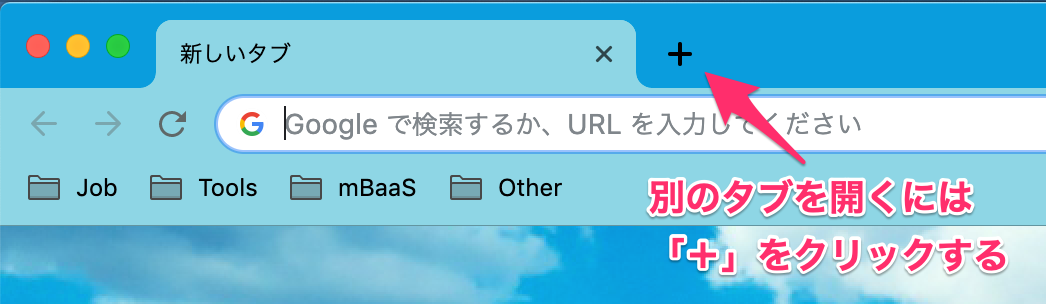 新しいタブ
Google で検索するか、URL を入力してください
Job Tools mBaaS Other
別のタブを開くには
「＋」をクリックする